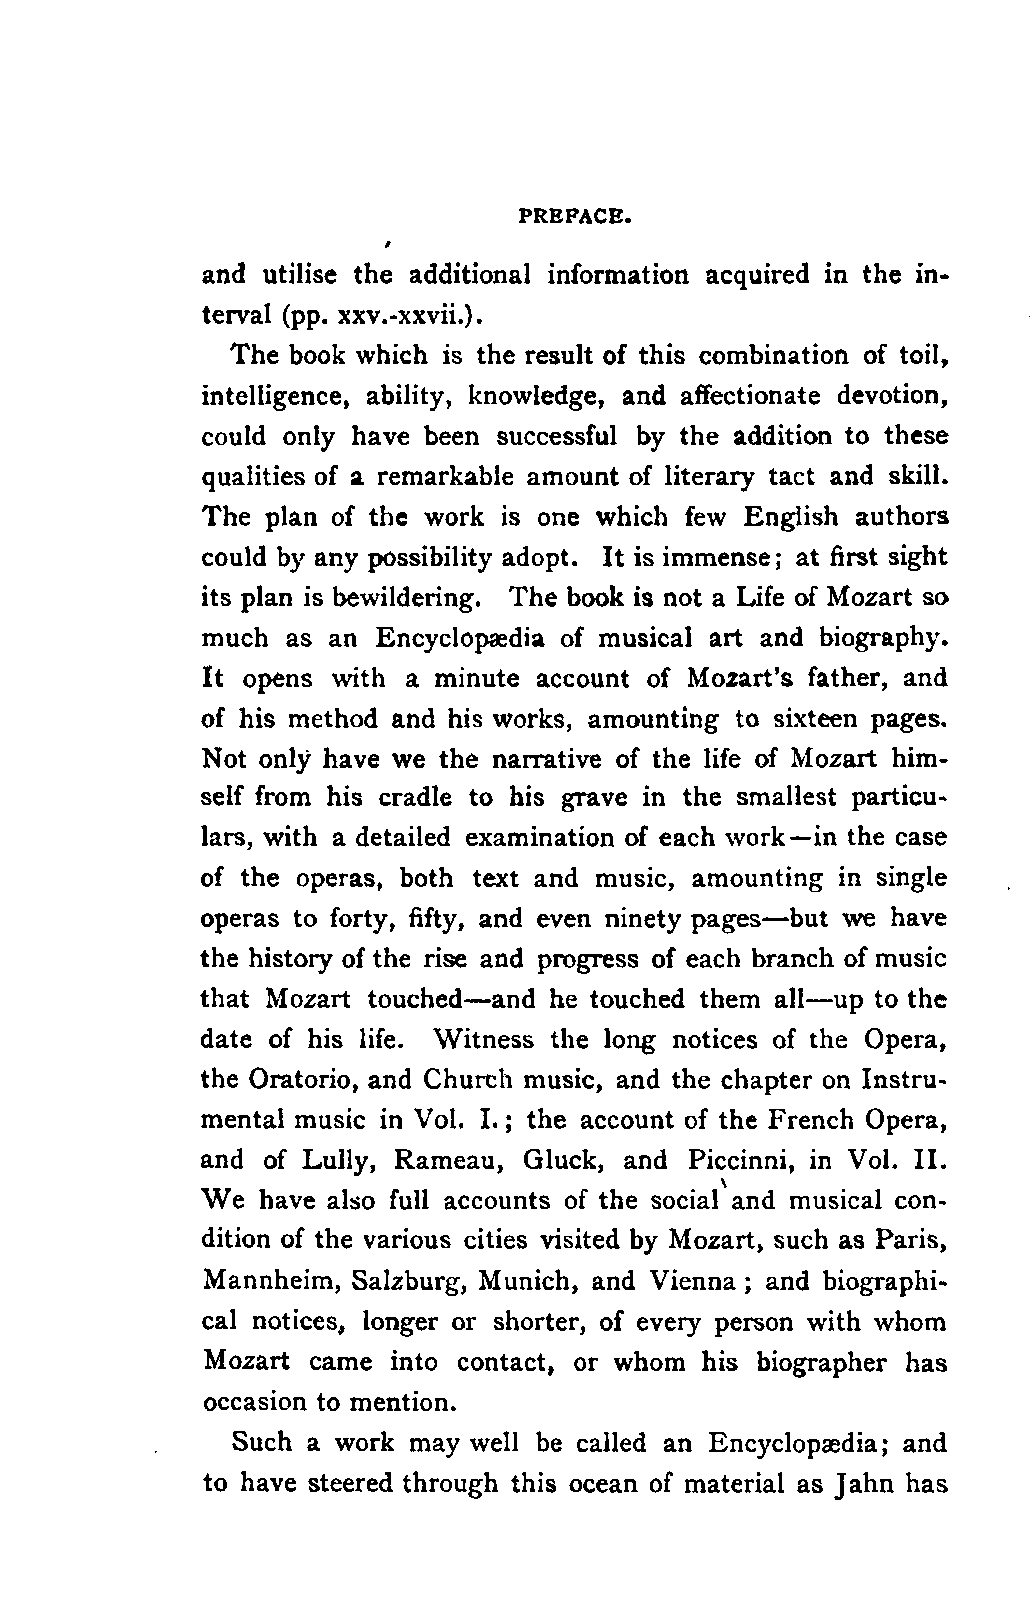 PREFACE.
and utilise the additional information acquired in the in-
terval (pp. xxv.-xxvii.).
The book which is the result of this combination of toil,
intelligence, ability, knowledge, and affectionate devotion,
could only have been successful by the addition to these
qualities of a remarkable amount of literary tact and skill.
The plan of the work is one which few English authors
could by any possibility adopt. It is immense; at first sight
its plan is bewildering. The book is not a Life of Mozart so
much as an Encyclopædia of musical art and biography.
It opens with a minute account of Mozart's father, and
of his method and his works, amounting to sixteen pages.
Not only have we the narrative of the life of Mozart him-
self from his cradle to his grave in the smallest particu-
lars, with a detailed examination of each work—in the case
of the operas, both text and music, amounting in single
operas to forty, fifty, and even ninety pages—but we have
the history of the rise and progress of each branch of music
that Mozart touched—and he touched them all—up to the
date of his life. Witness the long notices of the Opera,
the Oratorio, and Church music, and the chapter on Instru-
mental music in Vol. I.; the account of the French Opera,
and of Lully, Rameau, Gluck, and Piccinni, in Vol. II.
We have also full accounts of the social and musical con-
dition of the various cities visited by Mozart, such as Paris,
Mannheim, Salzburg, Munich, and Vienna; and biographi-
cal notices, longer or shorter, of every person with whom
Mozart came into contact, or whom his biographer has
occasion to mention.
Such a work may well be called an Encyclopædia; and
to have steered through this ocean of material as Jahn has